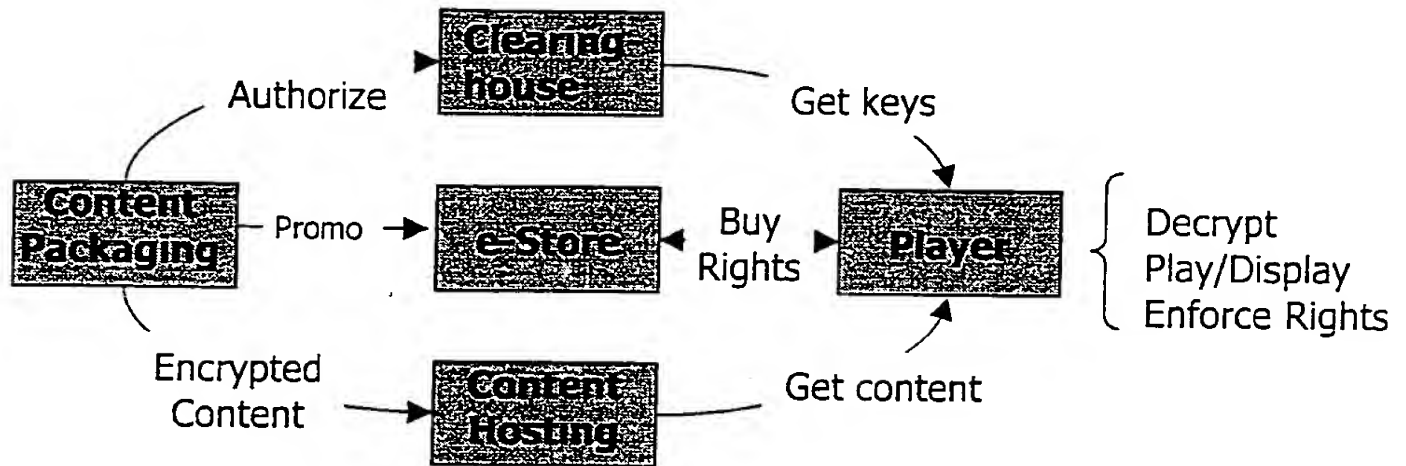 Clearing-
house
Authorize
Get keys
Content
Packaging
Promo
e-Store
Buy
Rights
Player
Decrypt
Play/Display
Enforce Rights
Encrypted
Content
Content
Hosting
Get content